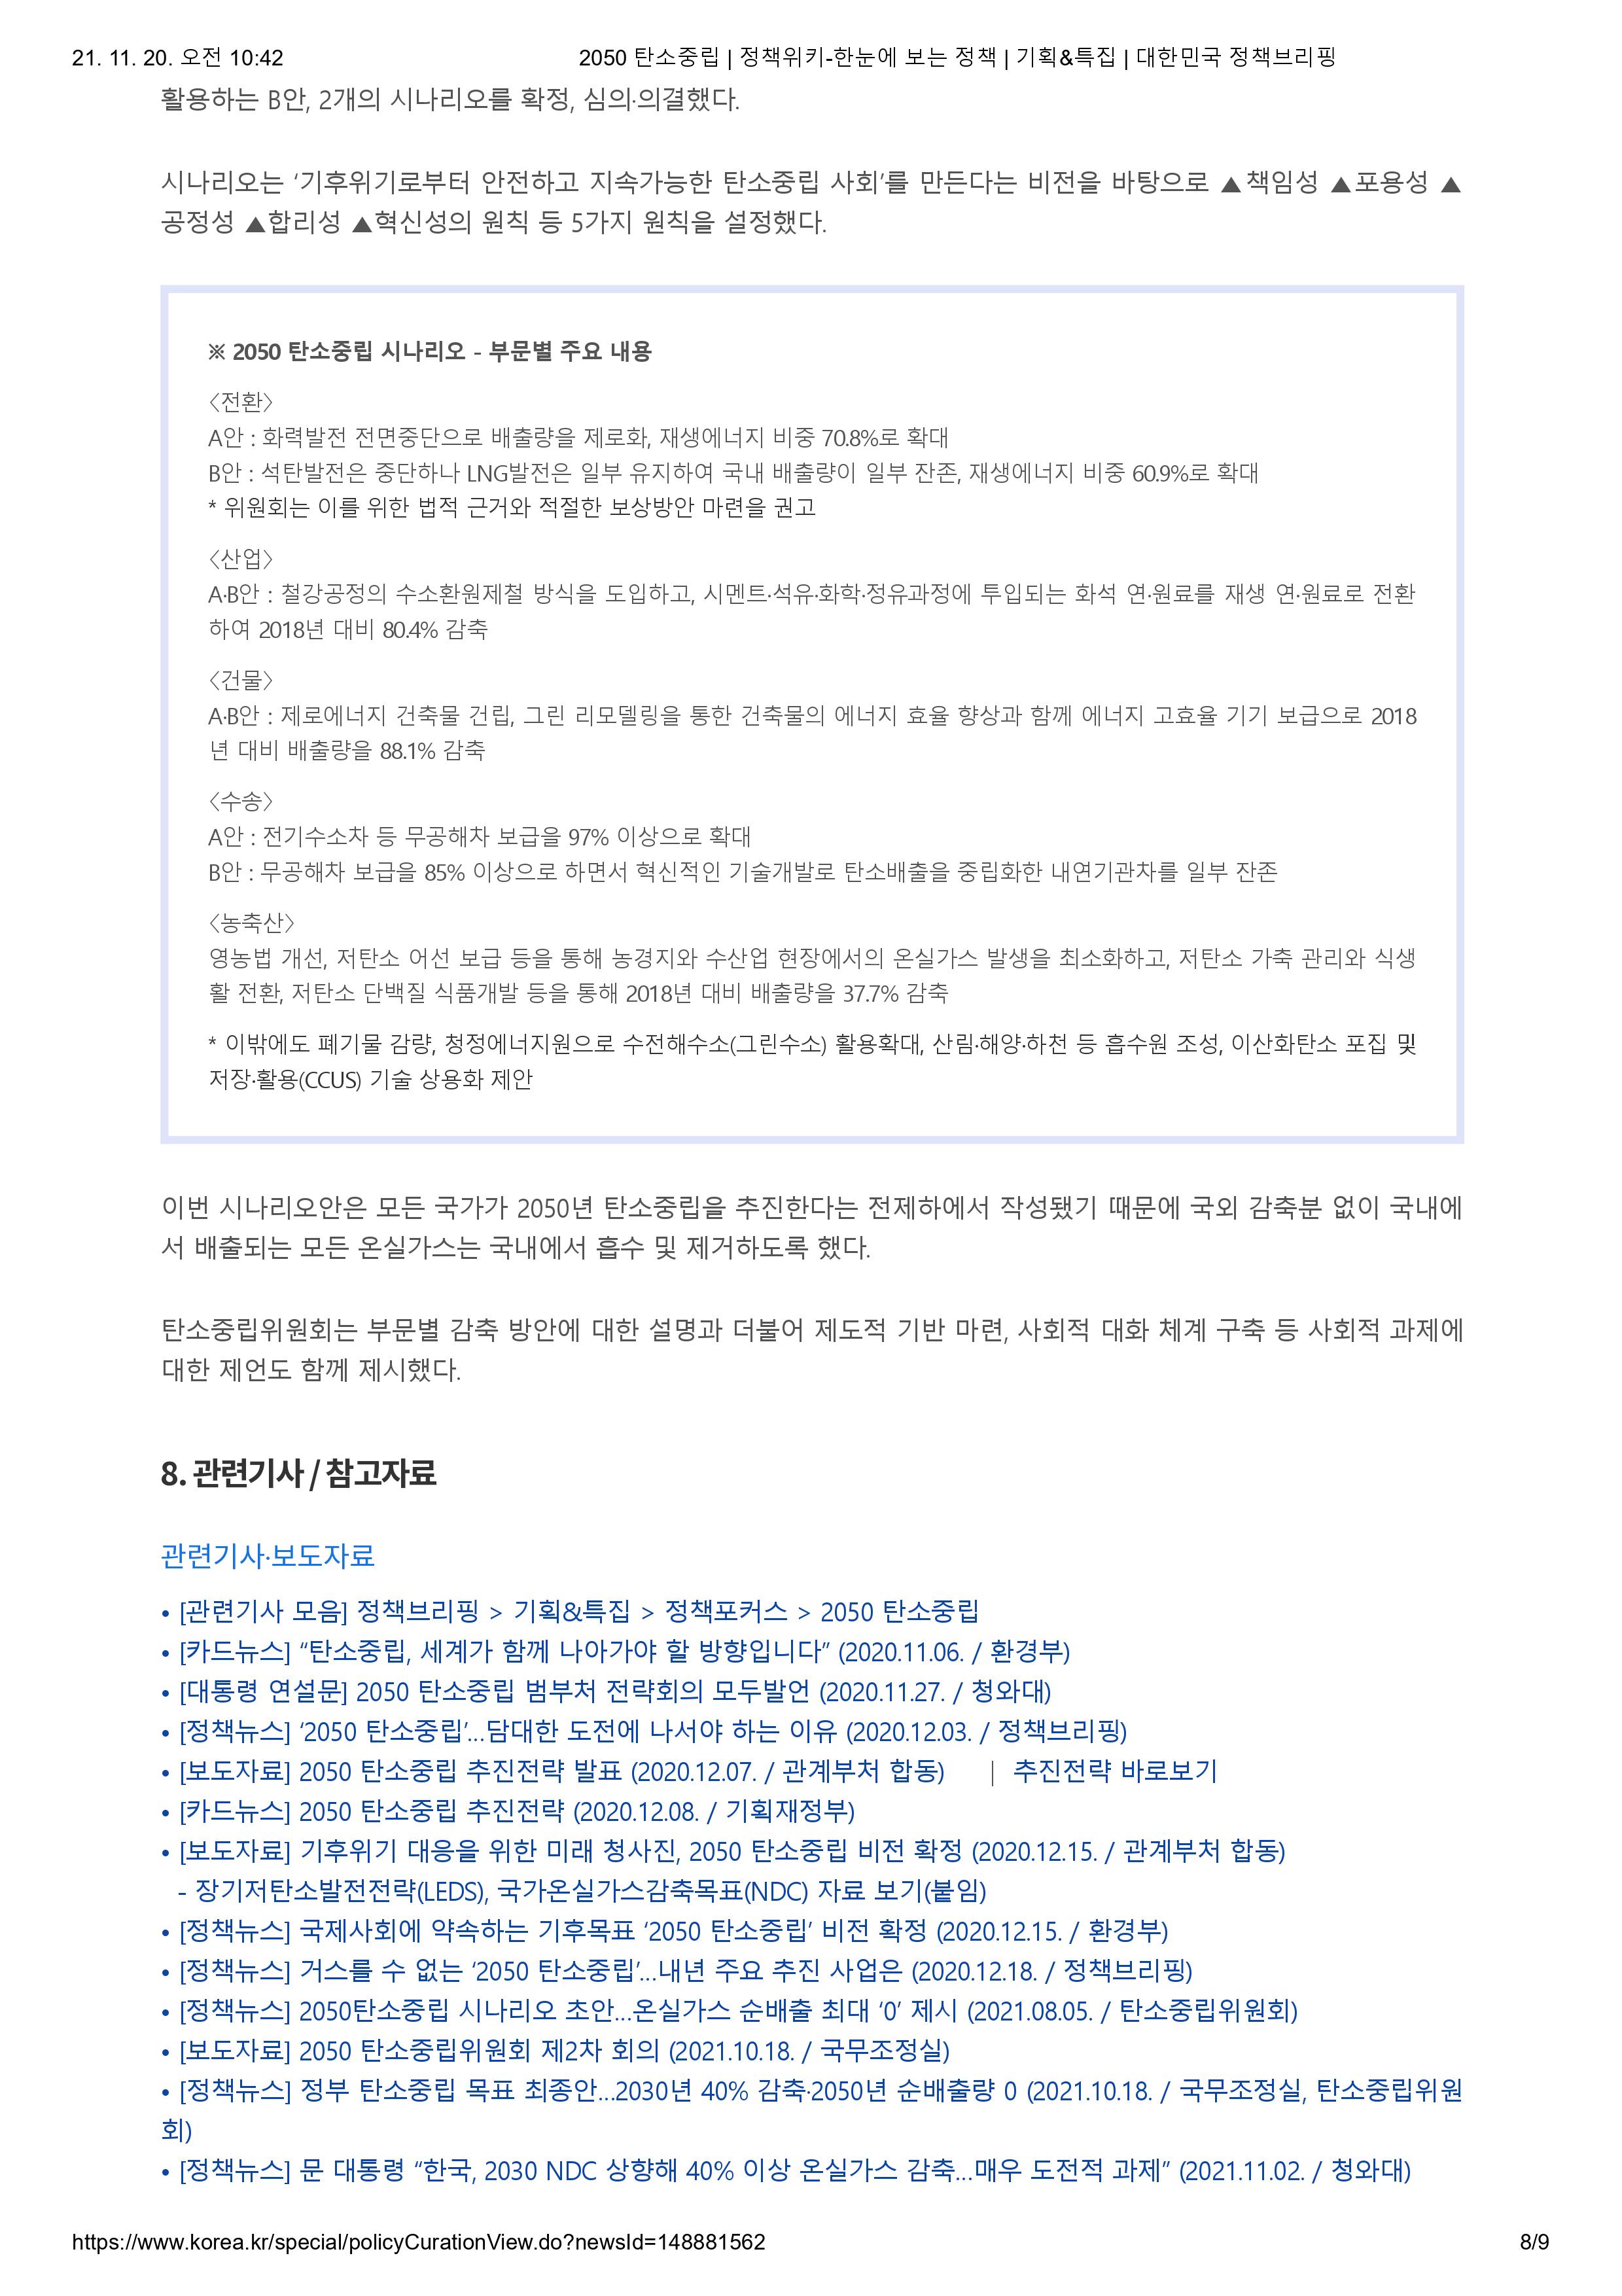 21. 11. 20. 오전 10:42
2050 탄소중립 | 정책위키-한눈에 보는 정책 | 기획&특집 | 대한민국 정책브리핑
활용하는 B안, 2개의 시나리오를 확정, 심의·의결했다.
시나리오는 ‘기후위기로부터 안전하고 지속가능한 탄소중립 사회’를 만든다는 비전을 바탕으로 ▲책임성 ▲포용성 ▲
공정성 ▲합리성 ▲혁신성의 원칙 등 5가지 원칙을 설정했다.
※ 2050 탄소중립 시나리오 - 부문별 주요 내용
〈전환〉
A안 : 화력발전 전면중단으로 배출량을 제로화, 재생에너지 비중 70.8%로 확대
B안 : 석탄발전은 중단하나 LNG발전은 일부 유지하여 국내 배출량이 일부 잔존, 재생에너지 비중 60.9%로 확대
* 위원회는 이를 위한 법적 근거와 적절한 보상방안 마련을 권고
〈산업〉
A·B안 : 철강공정의 수소환원제철 방식을 도입하고, 시멘트·석유·화학·정유과정에 투입되는 화석 연·원료를 재생 연·원료로 전환
하여 2018년 대비 80.4% 감축
〈건물〉
A·B안 : 제로에너지 건축물 건립, 그린 리모델링을 통한 건축물의 에너지 효율 향상과 함께 에너지 고효율 기기 보급으로 2018
년 대비 배출량을 88.1% 감축
〈수송〉
A안 : 전기수소차 등 무공해차 보급을 97% 이상으로 확대
B안 : 무공해차 보급을 85% 이상으로 하면서 혁신적인 기술개발로 탄소배출을 중립화한 내연기관차를 일부 잔존
〈농축산〉
영농법 개선, 저탄소 어선 보급 등을 통해 농경지와 수산업 현장에서의 온실가스 발생을 최소화하고, 저탄소 가축 관리와 식생
활 전환, 저탄소 단백질 식품개발 등을 통해 2018년 대비 배출량을 37.7% 감축
* 이밖에도 폐기물 감량, 청정에너지원으로 수전해수소(그린수소) 활용확대, 산림·해양·하천 등 흡수원 조성, 이산화탄소 포집 및
저장·활용(CCUS) 기술 상용화 제안
이번 시나리오안은 모든 국가가 2050년 탄소중립을 추진한다는 전제하에서 작성됐기 때문에 국외 감축분 없이 국내에
서 배출되는 모든 온실가스는 국내에서 흡수 및 제거하도록 했다.
탄소중립위원회는 부문별 감축 방안에 대한 설명과 더불어 제도적 기반 마련, 사회적 대화 체계 구축 등 사회적 과제에
대한 제언도 함께 제시했다.
8. 관련기사 / 참고자료
관련기사·보도자료
• [관련기사 모음] 정책브리핑 > 기획&특집 > 정책포커스 > 2050 탄소중립
• [카드뉴스] “탄소중립, 세계가 함께 나아가야 할 방향입니다” (2020.11.06. / 환경부)
• [대통령 연설문] 2050 탄소중립 범부처 전략회의 모두발언 (2020.11.27. / 청와대)
• [정책뉴스] ‘2050 탄소중립’…담대한 도전에 나서야 하는 이유 (2020.12.03. / 정책브리핑)
• [보도자료] 2050 탄소중립 추진전략 발표 (2020.12.07. / 관계부처 합동) | 추진전략 바로보기
• [카드뉴스] 2050 탄소중립 추진전략 (2020.12.08. / 기획재정부)
• [보도자료] 기후위기 대응을 위한 미래 청사진, 2050 탄소중립 비전 확정 (2020.12.15. / 관계부처 합동)
- 장기저탄소발전전략(LEDS), 국가온실가스감축목표(NDC) 자료 보기(붙임)
• [정책뉴스] 국제사회에 약속하는 기후목표 ‘2050 탄소중립’ 비전 확정 (2020.12.15. / 환경부)
• [정책뉴스] 거스를 수 없는 ‘2050 탄소중립’…내년 주요 추진 사업은 (2020.12.18. / 정책브리핑)
• [정책뉴스] 2050탄소중립 시나리오 초안…온실가스 순배출 최대 ‘0’ 제시 (2021.08.05. / 탄소중립위원회)
• [보도자료] 2050 탄소중립위원회 제2차 회의 (2021.10.18. / 국무조정실)
• [정책뉴스] 정부 탄소중립 목표 최종안…2030년 40% 감축·2050년 순배출량 0 (2021.10.18. / 국무조정실, 탄소중립위원
회)
• [정책뉴스] 문 대통령 “한국, 2030 NDC 상향해 40% 이상 온실가스 감축…매우 도전적 과제” (2021.11.02. / 청와대)
https://www.korea.kr/special/policyCurationView.do?newsId=148881562
8/9